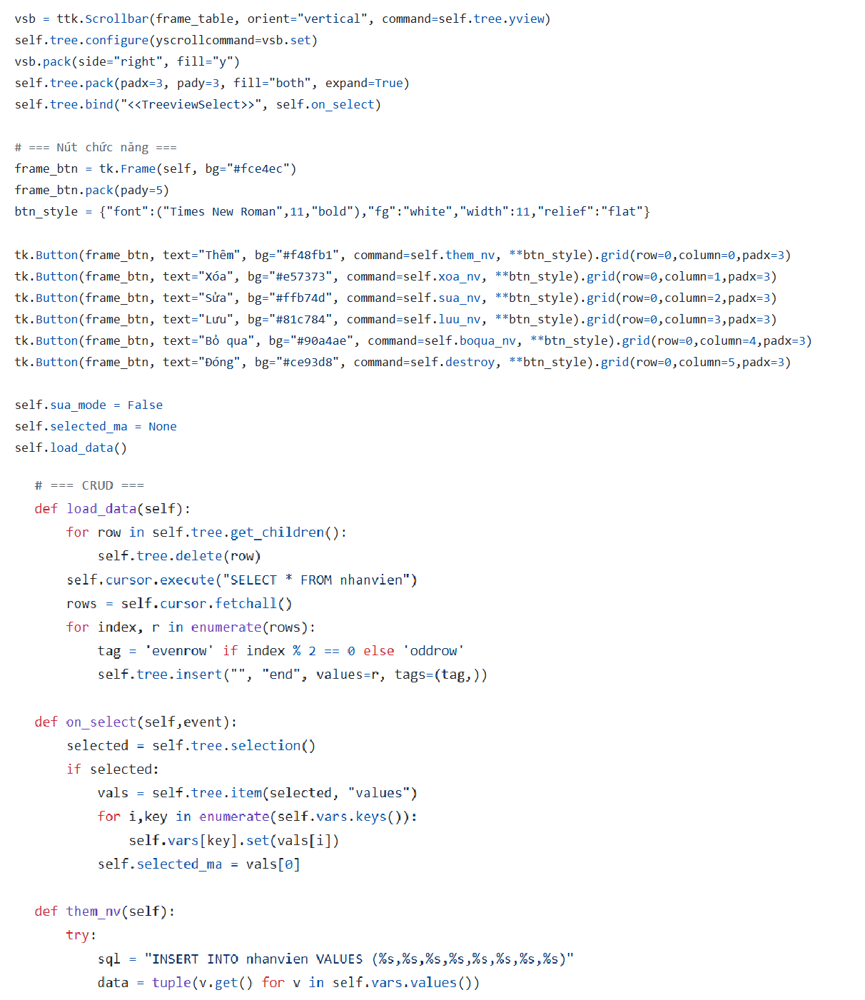 vsb = ttk.Scrollbar(frame_table, orient="vertical", command=self.tree.yview)
self.tree.configure(yscrollcommand=vsb.set)
vsb.pack(side="right", fill="y")
self.tree.pack(padx=3, pady=3, fill="both", expand=True)
self.tree.bind("<<TreeviewSelect>>", self.on_select)

# === Nút chức năng ===
frame_btn = tk.Frame(self, bg="#fce4ec")
frame_btn.pack(pady=5)
btn_style = {"font":("Times New Roman",11,"bold"),"fg":"white","width":11,"relief":"flat"}

tk.Button(frame_btn, text="Thêm", bg="#f48fb1", command=self.them_nv, **btn_style).grid(row=0,column=0,padx=3)
tk.Button(frame_btn, text="Xóa", bg="#e57373", command=self.xoa_nv, **btn_style).grid(row=0,column=1,padx=3)
tk.Button(frame_btn, text="Sửa", bg="#ffb74d", command=self.sua_nv, **btn_style).grid(row=0,column=2,padx=3)
tk.Button(frame_btn, text="Lưu", bg="#81c784", command=self.luu_nv, **btn_style).grid(row=0,column=3,padx=3)
tk.Button(frame_btn, text="Bỏ qua", bg="#90a4ae", command=self.boqua_nv, **btn_style).grid(row=0,column=4,padx=3)
tk.Button(frame_btn, text="Đóng", bg="#ce93d8", command=self.destroy, **btn_style).grid(row=0,column=5,padx=3)

self.sua_mode = False
self.selected_ma = None
self.load_data()

# === CRUD ===
def load_data(self):
    for row in self.tree.get_children():
        self.tree.delete(row)
    self.cursor.execute("SELECT * FROM nhanvien")
    rows = self.cursor.fetchall()
    for index, r in enumerate(rows):
        tag = 'evenrow' if index % 2 == 0 else 'oddrow'
        self.tree.insert("", "end", values=r, tags=(tag,))

def on_select(self,event):
    selected = self.tree.selection()
    if selected:
        vals = self.tree.item(selected, "values")
        for i,key in enumerate(self.vars.keys()):
            self.vars[key].set(vals[i])
        self.selected_ma = vals[0]

def them_nv(self):
    try:
        sql = "INSERT INTO nhanvien VALUES (%s,%s,%s,%s,%s,%s,%s,%s)"
        data = tuple(v.get() for v in self.vars.values())